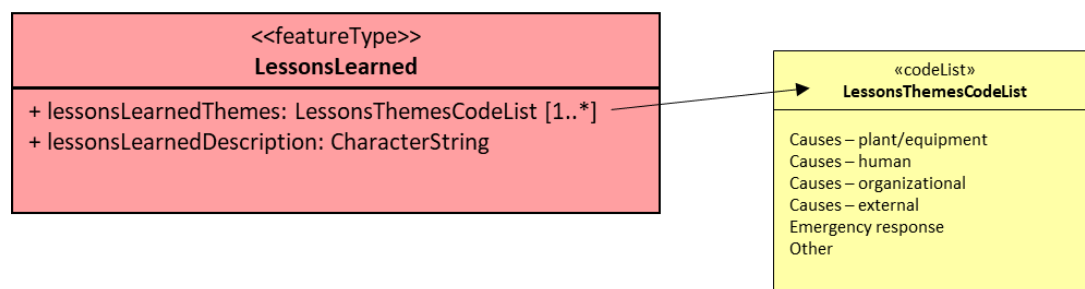 <<featureType>>
LessonsLearned
+ lessonsLearnedThemes: LessonsThemesCodeList [1..*]
+ lessonsLearnedDescription: CharacterString
«codeList»
LessonsThemesCodeList
Causes – plant/equipment
Causes – human
Causes – organizational
Causes – external
Emergency response
Other